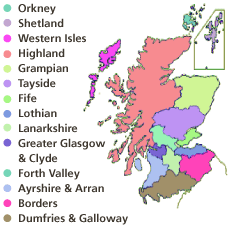 Orkney
Shetland
Western Isles
Highland
Grampian
Tayside
Fife
Lothian
Lanarkshire
Greater Glasgow
& Clyde
Forth Valley
Ayrshire & Arran
Borders
Dumfries & Galloway